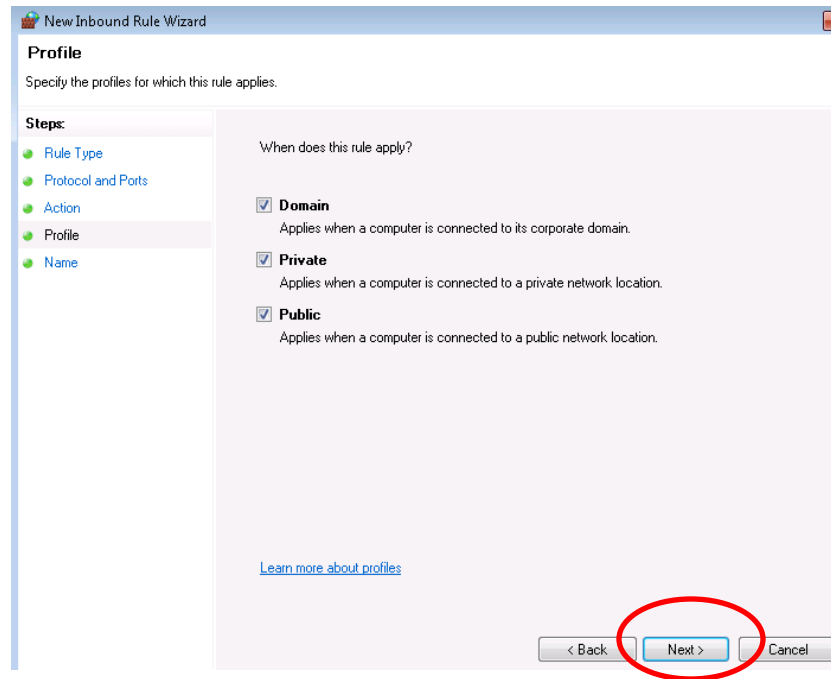 New Inbound Rule Wizard
Profile
Specify the profiles for which this rule applies.
Steps:
Rule Type
Protocol and Ports
Action
Profile
Name
When does this rule apply?
Domain
Applies when a computer is connected to its corporate domain.
Private
Applies when a computer is connected to a private network location.
Public
Applies when a computer is connected to a public network location.
Learn more about profiles
< Back
Next >
Cancel